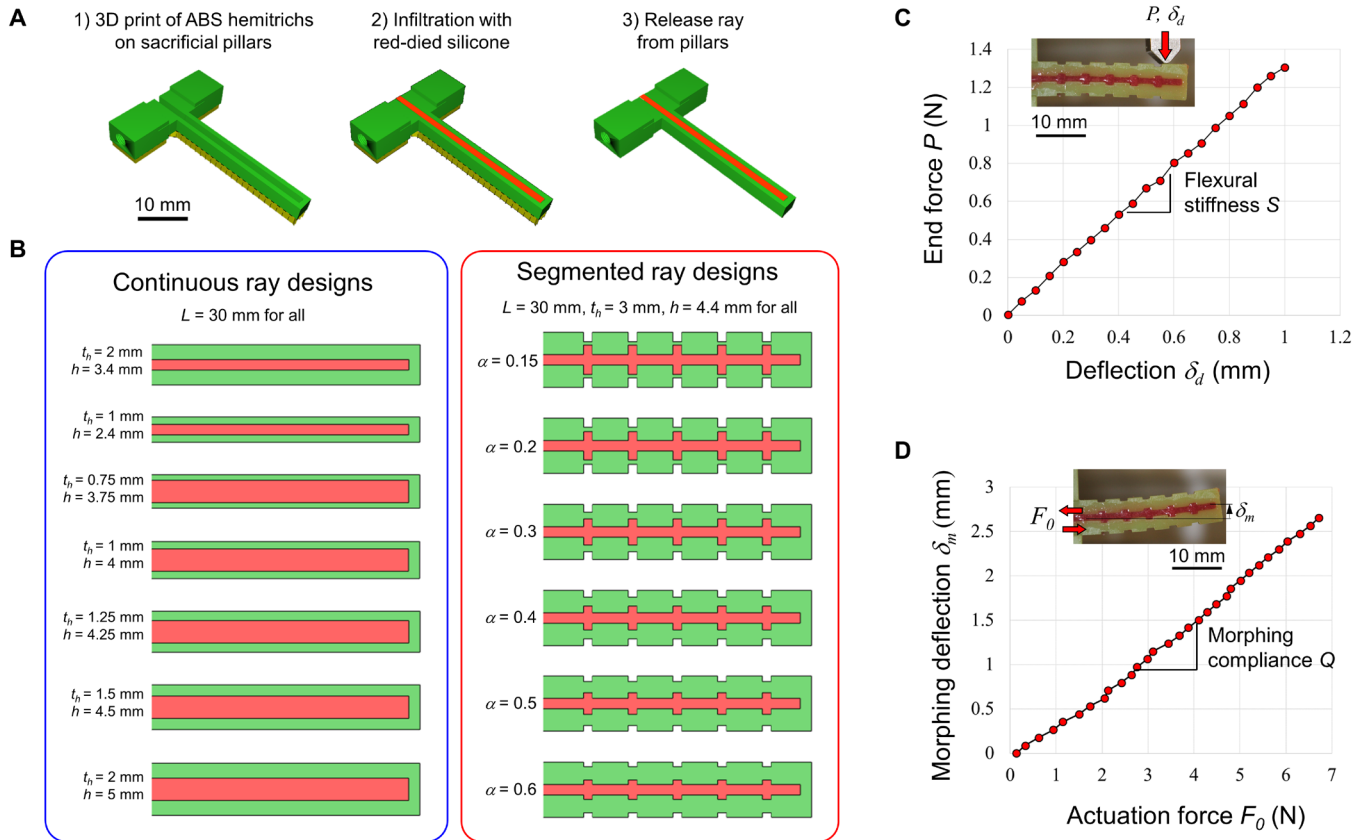 A
1) 3D print of ABS hemitrichs
on sacrificial pillars
2) Infiltration with
red-died silicone
3) Release ray
from pillars
10 mm
B
Continuous ray designs
L = 30 mm for all
t_h = 2 mm
h = 3.4 mm
t_h = 1 mm
h = 2.4 mm
t_h = 0.75 mm
h = 3.75 mm
t_h = 1 mm
h = 4 mm
t_h = 1.25 mm
h = 4.25 mm
t_h = 1.5 mm
h = 4.5 mm
t_h = 2 mm
h = 5 mm
Segmented ray designs
L = 30 mm, t_h = 3 mm, h = 4.4 mm for all
α = 0.15
α = 0.2
α = 0.3
α = 0.4
α = 0.5
α = 0.6
C
P, δ_d
10 mm
End force P (N)
1.4
1.2
1
0.8
0.6
0.4
0.2
0
Flexural
stiffness S
0 0.2 0.4 0.6 0.8 1 1.2
Deflection δ_d (mm)
D
F_0
δ_m
10 mm
Morphing deflection δ_m (mm)
3
2.5
2
1.5
1
0.5
0
Morphing
compliance Q
0 1 2 3 4 5 6 7
Actuation force F_0 (N)